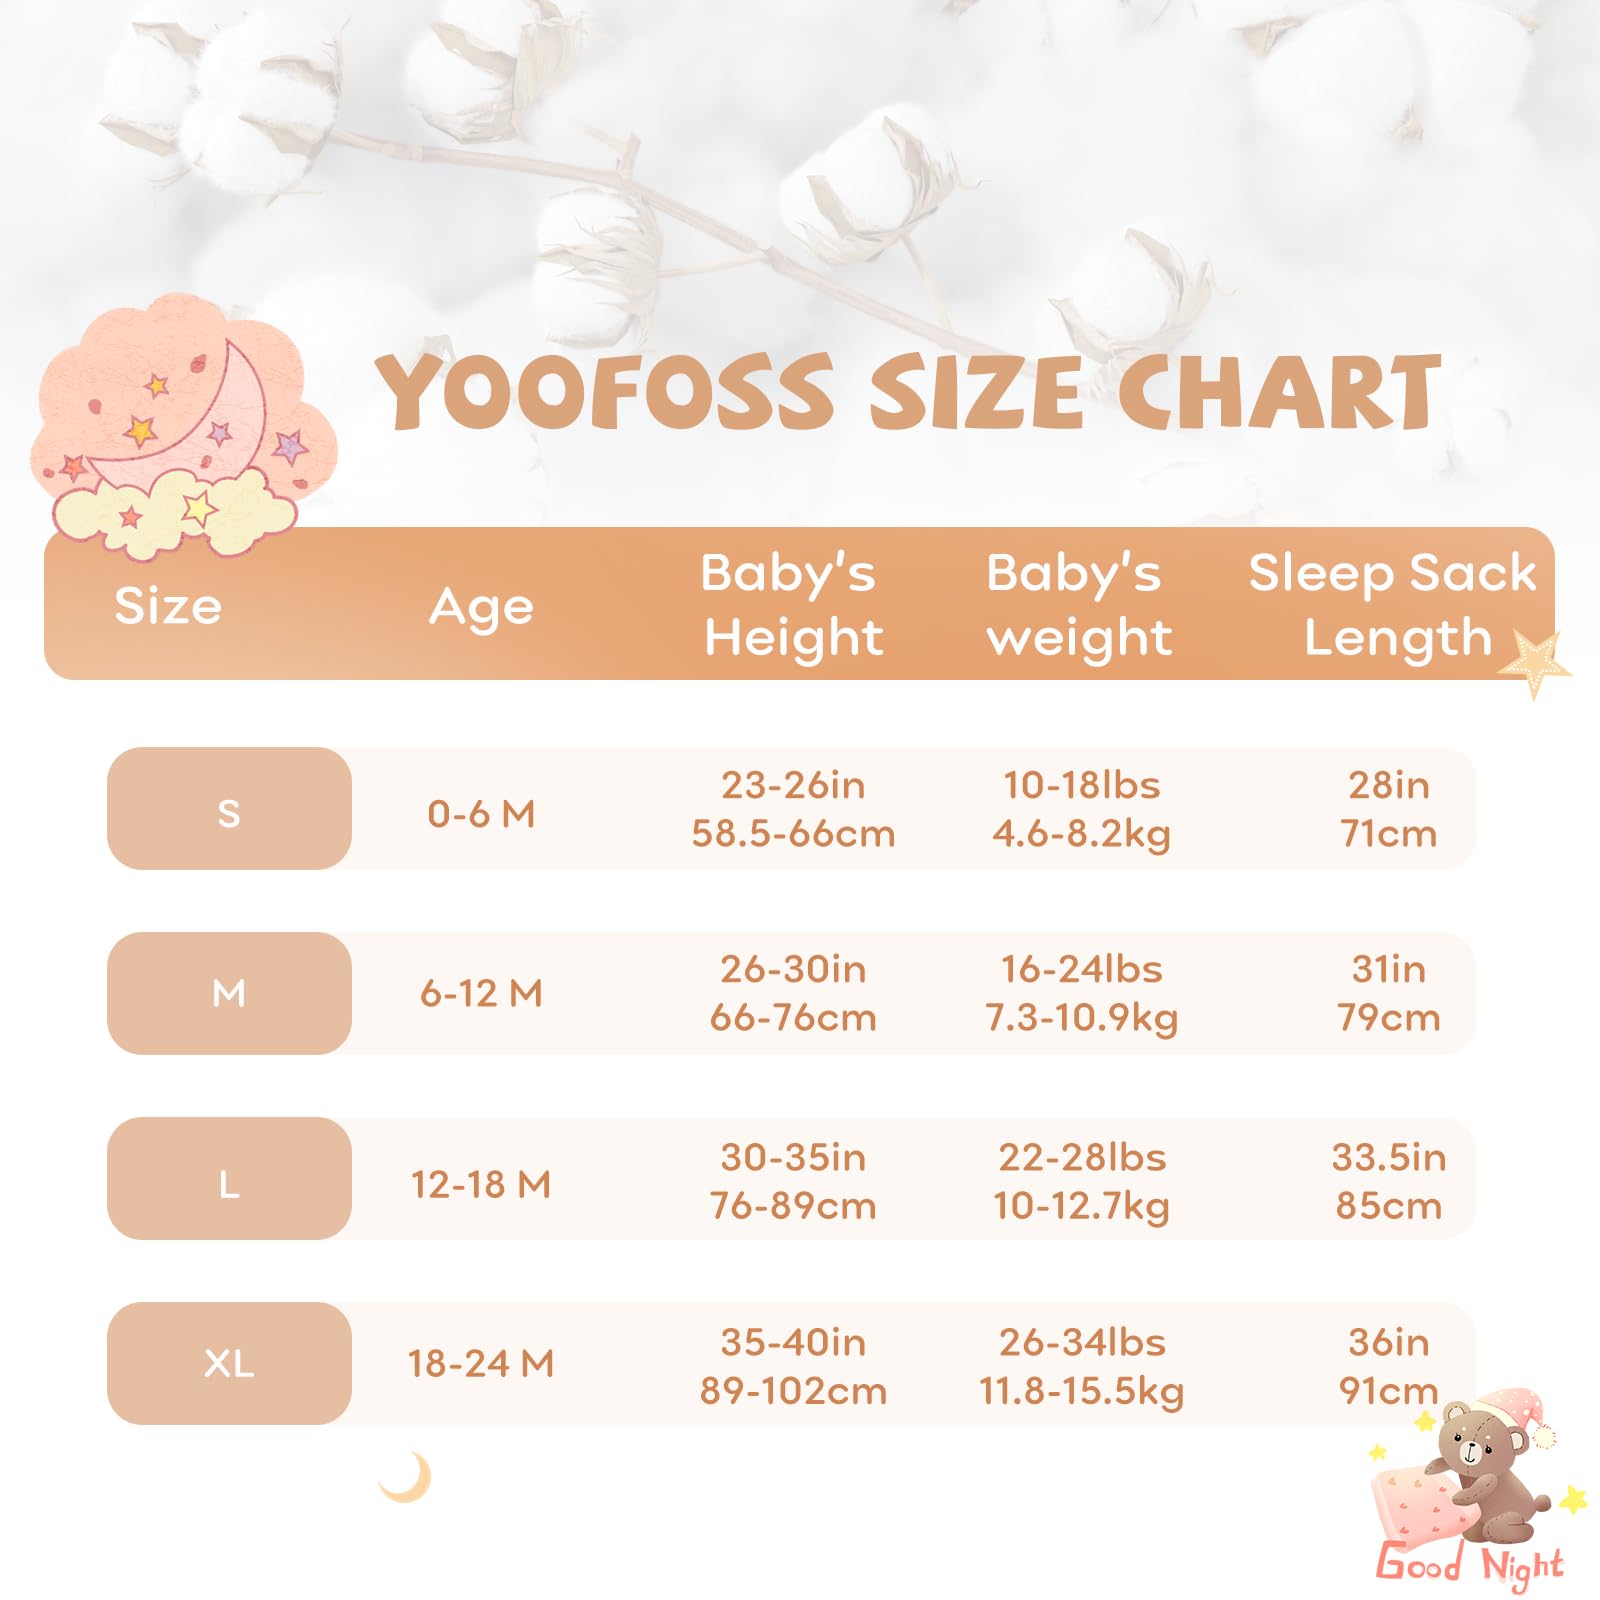 YOOFOSS SIZE CHART
Size Age Baby's Height Baby's weight Sleep Sack Length
S 0-6 M 23-26in 58.5-66cm 10-18lbs 4.6-8.2kg 28in 71cm
M 6-12 M 26-30in 66-76cm 16-24lbs 7.3-10.9kg 31in 79cm
L 12-18 M 30-35in 76-89cm 22-28lbs 10-12.7kg 33.5in 85cm
XL 18-24 M 35-40in 89-102cm 26-34lbs 11.8-15.5kg 36in 91cm
Good Night